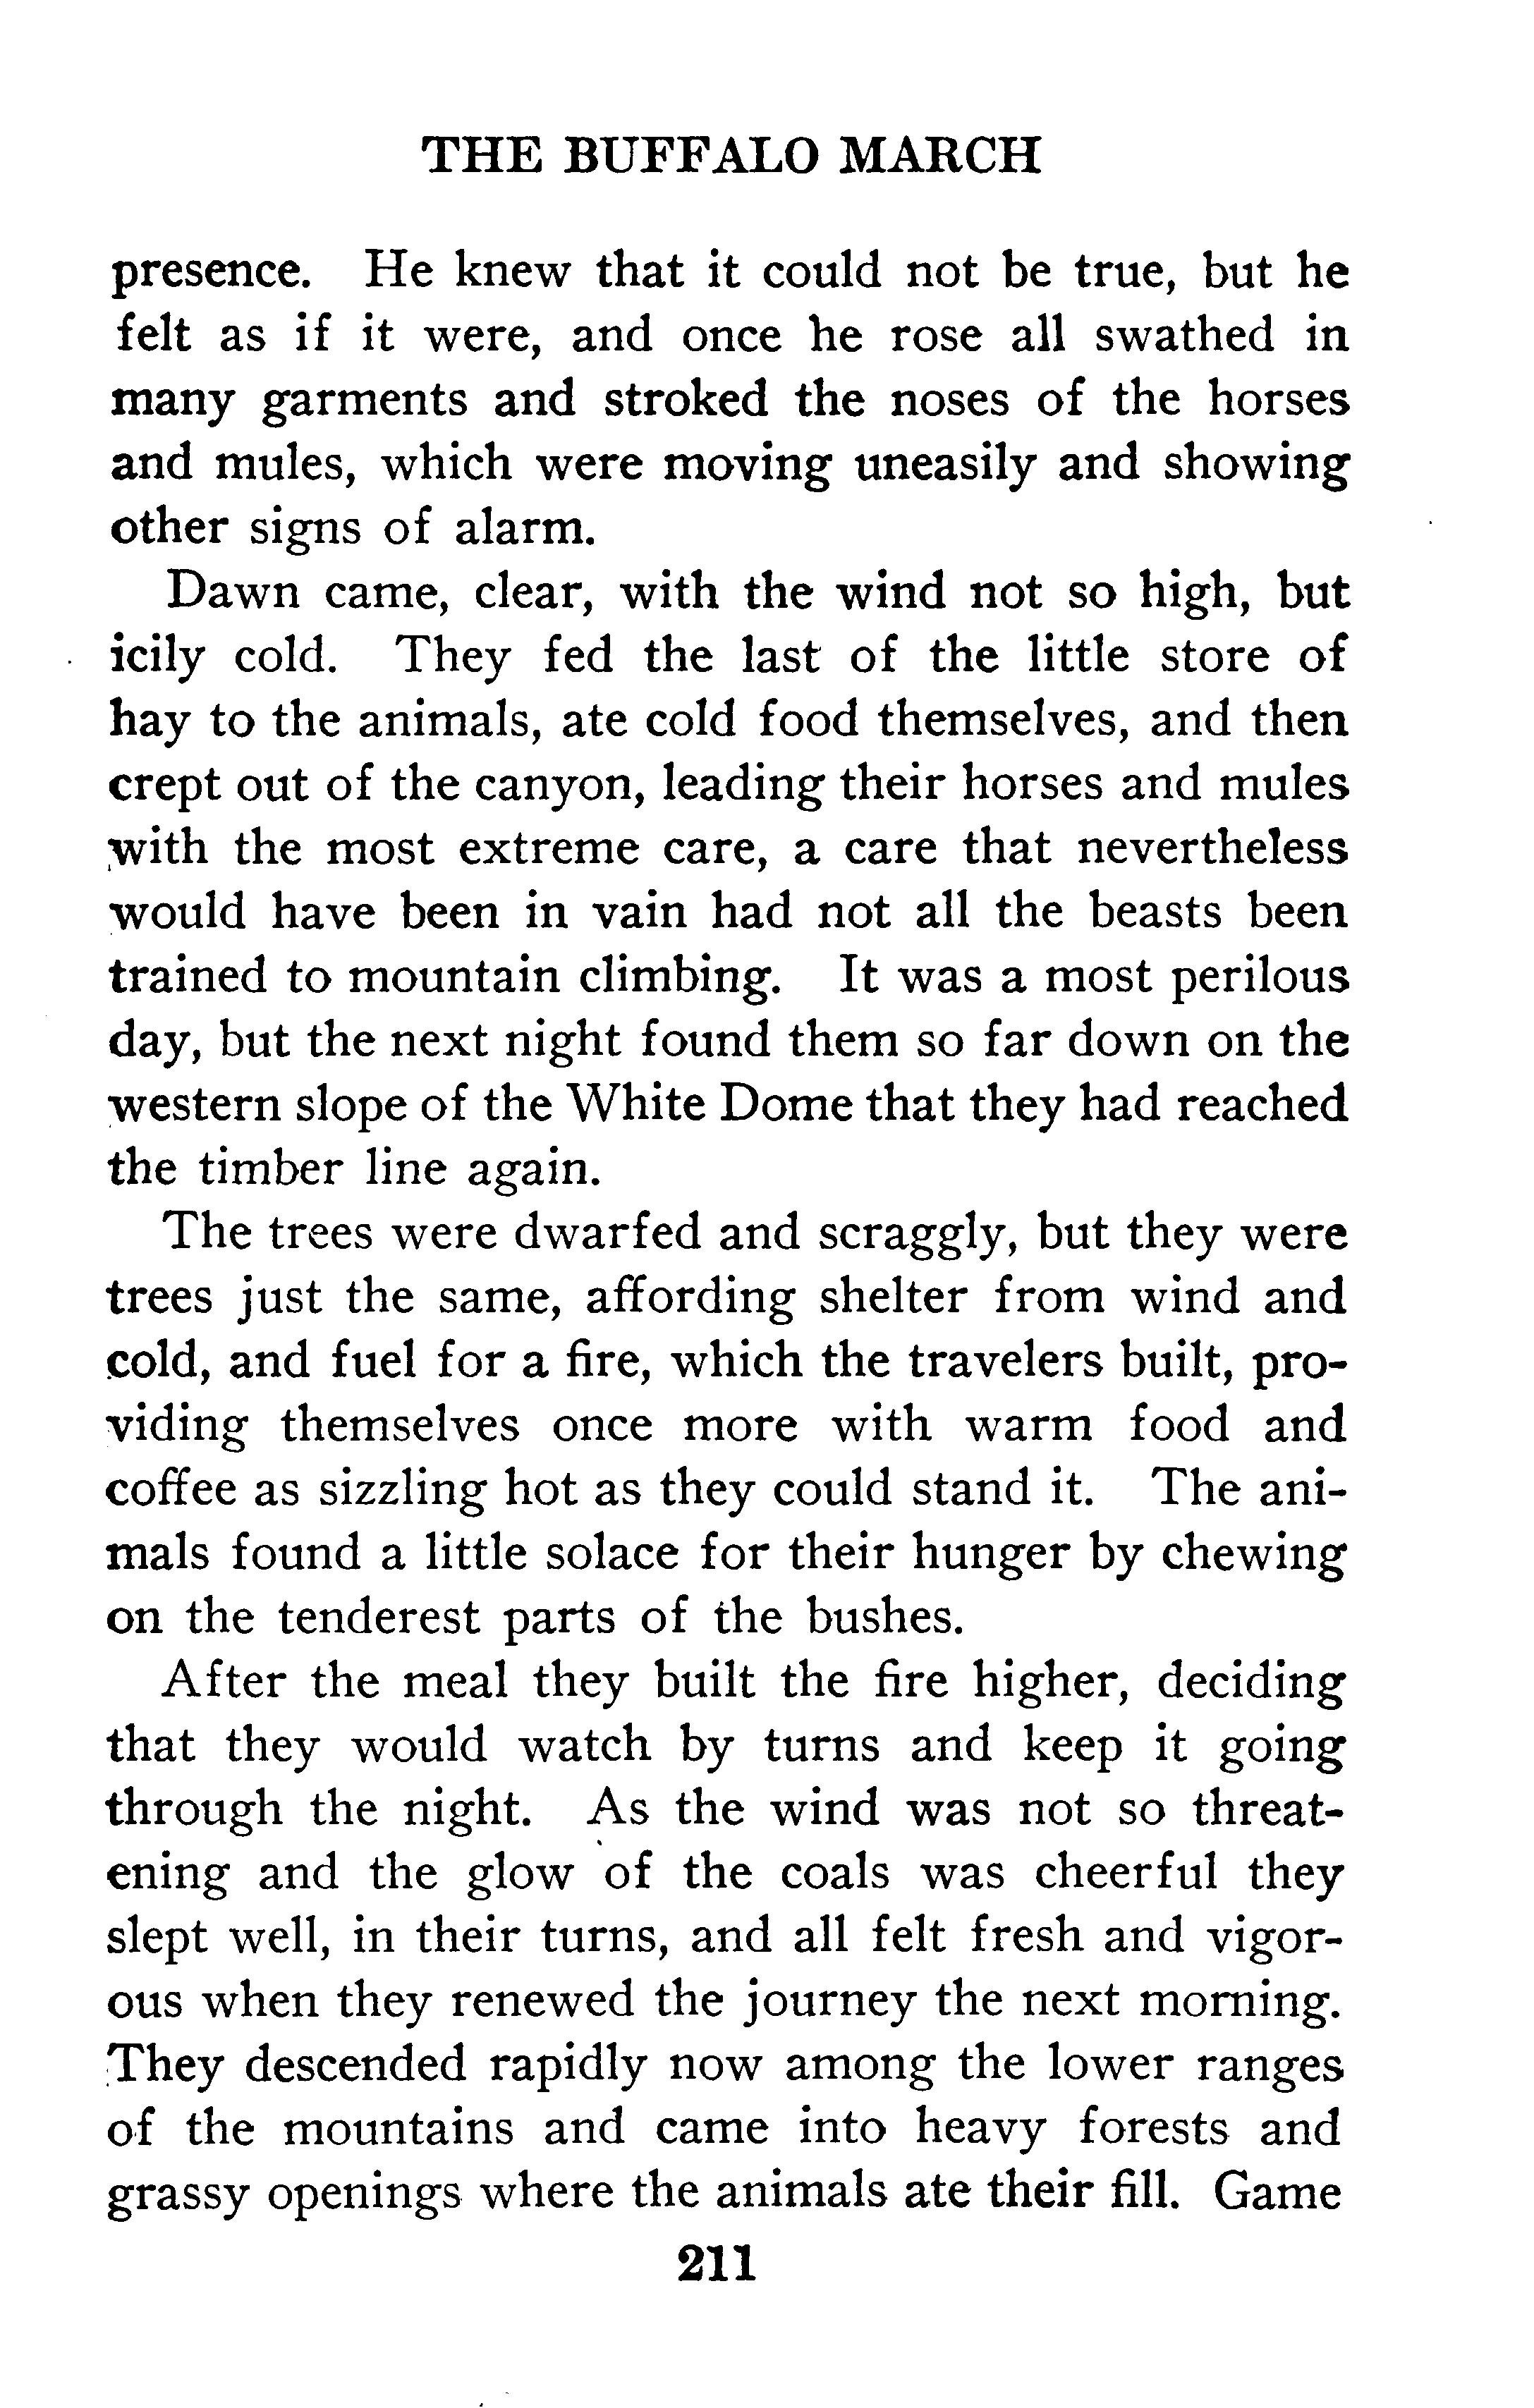 THE BUFFALO MARCH
presence. He knew that it could not be true, but he
felt as if it were, and once he rose all swathed in
many garments and stroked the noses of the horses
and mules, which were moving uneasily and showing
other signs of alarm.
Dawn came, clear, with the wind not so high, but
icily cold. They fed the last of the little store of
hay to the animals, ate cold food themselves, and then
crept out of the canyon, leading their horses and mules
with the most extreme care, a care that nevertheless
would have been in vain had not all the beasts been
trained to mountain climbing. It was a most perilous
day, but the next night found them so far down on the
western slope of the White Dome that they had reached
the timber line again.
The trees were dwarfed and scraggly, but they were
trees just the same, affording shelter from wind and
cold, and fuel for a fire, which the travelers built, pro-
viding themselves once more with warm food and
coffee as sizzling hot as they could stand it. The ani-
mals found a little solace for their hunger by chewing
on the tenderest parts of the bushes.
After the meal they built the fire higher, deciding
that they would watch by turns and keep it going
through the night. As the wind was not so threat-
ening and the glow of the coals was cheerful they
slept well, in their turns, and all felt fresh and vigor-
ous when they renewed the journey the next morning.
They descended rapidly now among the lower ranges
of the mountains and came into heavy forests and
grassy openings where the animals ate their fill. Game
211